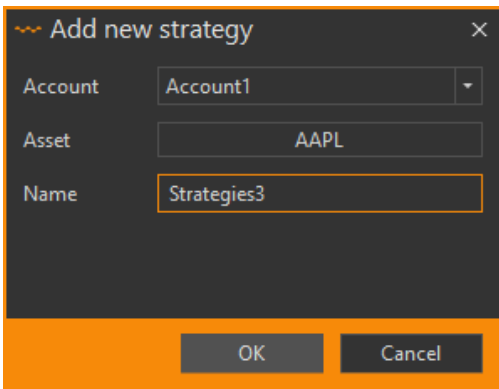 Add new strategy
Account Account1
Asset AAPL
Name Strategies3
OK Cancel